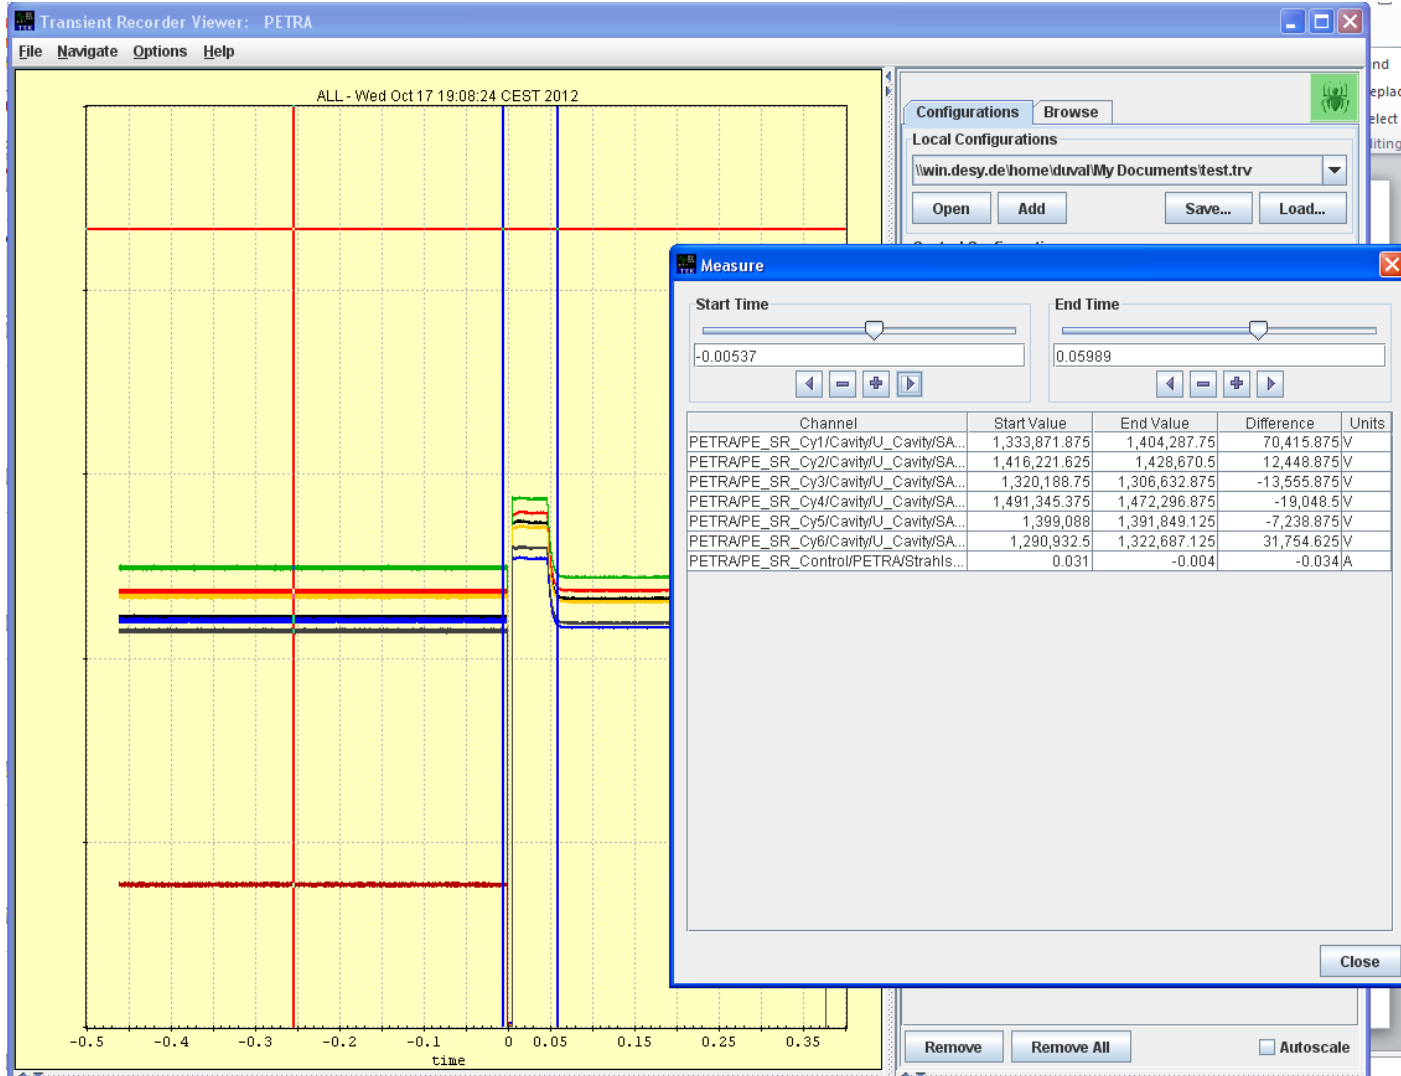 Transient Recorder Viewer: PETRA
File Navigate Options Help
ALL - Wed Oct 17 19:08:24 CEST 2012
-0.5 -0.4 -0.3 -0.2 -0.1 0 0.05 0.15 0.25 0.35
time
Configurations Browse
Local Configurations
\\win.desy.de\home\duval\My Documents\test.trv
Open Add Save... Load...
Measure
Start Time End Time
-0.00537 0.05989
Channel Start Value End Value Difference Units
PETRA/PE_SR_Cy1/Cavity/U_Cavity/SA... 1,333,871.875 1,404,287.75 70,415.875 V
PETRA/PE_SR_Cy2/Cavity/U_Cavity/SA... 1,416,221.625 1,428,670.5 12,448.875 V
PETRA/PE_SR_Cy3/Cavity/U_Cavity/SA... 1,320,188.75 1,306,632.875 -13,555.875 V
PETRA/PE_SR_Cy4/Cavity/U_Cavity/SA... 1,491,345.375 1,472,296.875 -19,048.5 V
PETRA/PE_SR_Cy5/Cavity/U_Cavity/SA... 1,399,088 1,391,849.125 -7,238.875 V
PETRA/PE_SR_Cy6/Cavity/U_Cavity/SA... 1,290,932.5 1,322,687.125 31,754.625 V
PETRA/PE_SR_Control/PETRA/Strahls... 0.031 -0.004 -0.034 A
Close
Remove Remove All Autoscale